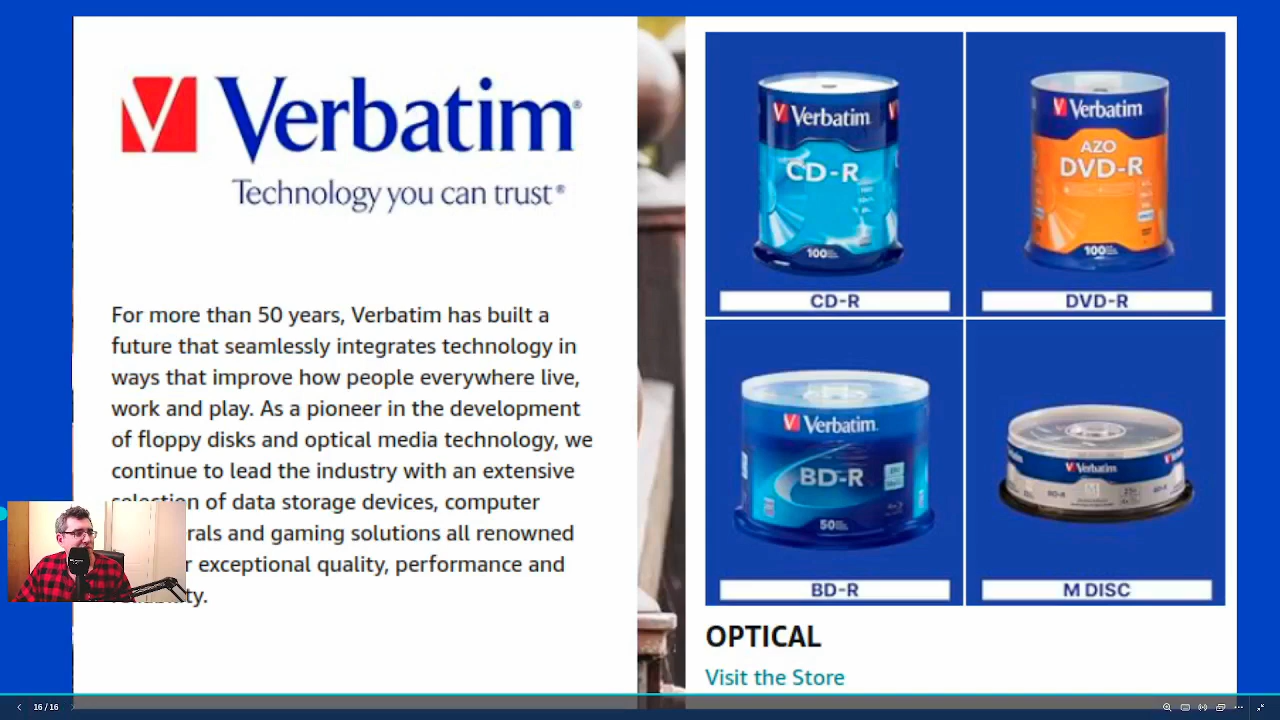 Verbatim®
Technology you can trust®
For more than 50 years, Verbatim has built a
future that seamlessly integrates technology in
ways that improve how people everywhere live,
work and play. As a pioneer in the development
of floppy disks and optical media technology, we
continue to lead the industry with an extensive
of data storage devices, computer
and gaming solutions all renowned
exceptional quality, performance and
Verbatim
CD-R
100
CD-R
Verbatim
AZO
DVD-R
100
DVD-R
Verbatim
BD-R
50
BD-R
Verbatim
M DISC
OPTICAL
Visit the Store
16 / 16